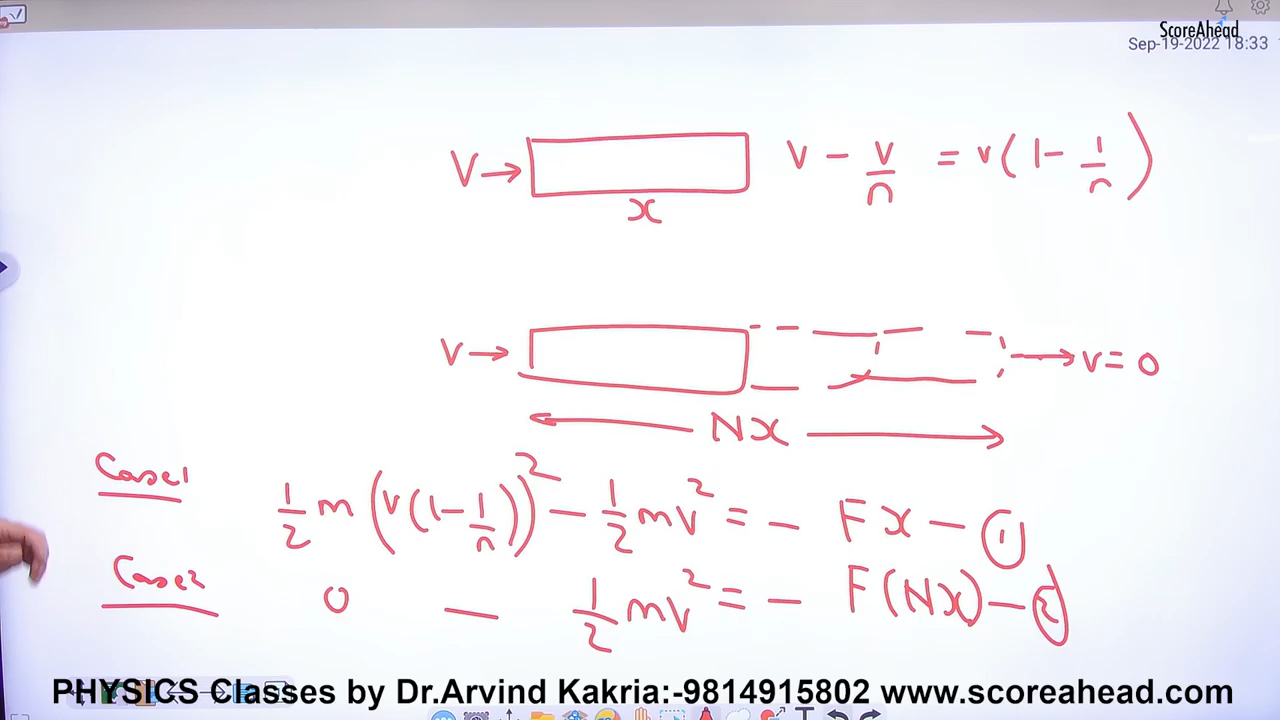 ScoreAhead
Sep-19-2022 18:33
V → x V - V/n = v(1 - 1/n)
V → → V = 0
Nx
Case1 1/2 m (v(1 - 1/n))² - 1/2 mv² = - Fx - ①
Case2 0 - 1/2 mv² = - F(Nx) - ②
PHYSICS Classes by Dr.Arvind Kakria:-9814915802 www.scoreahead.com